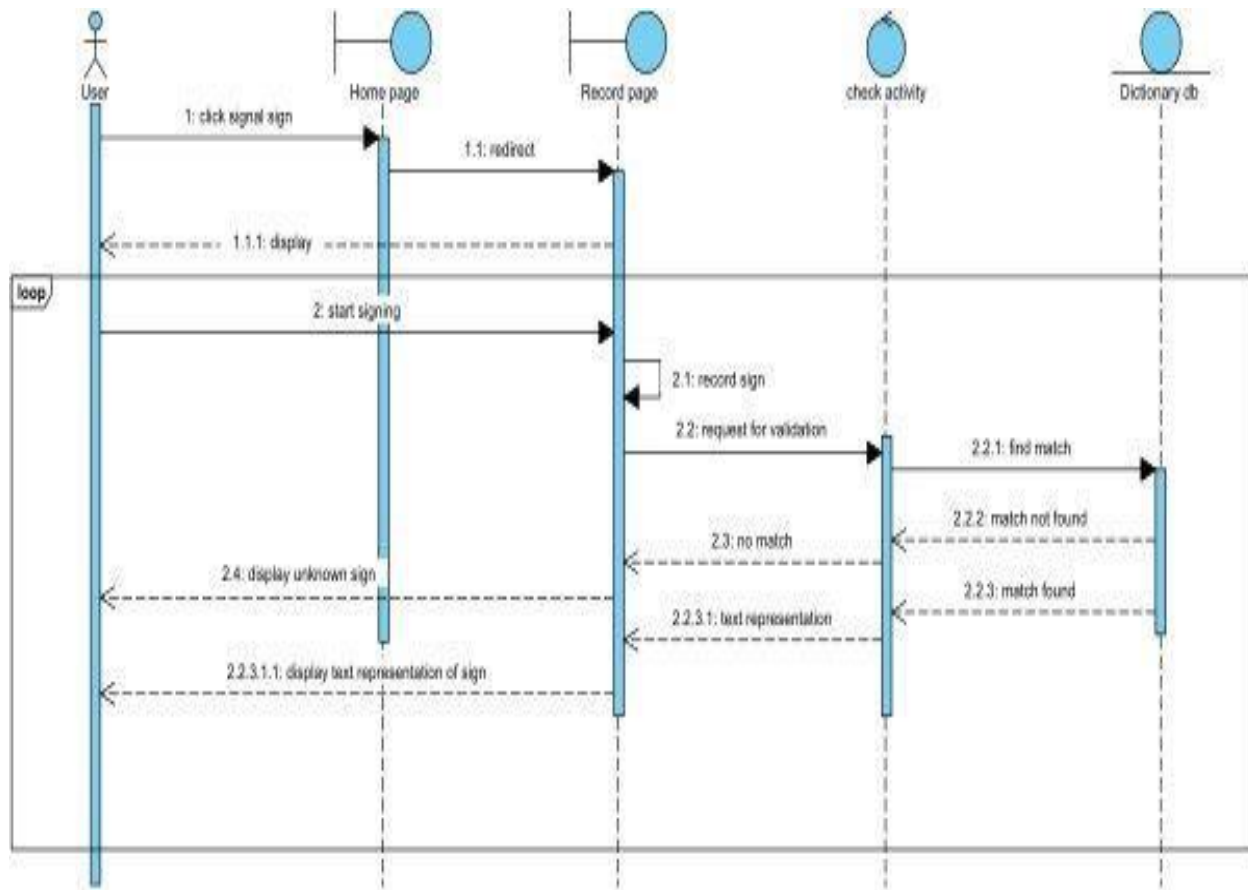 User
Home page
Record page
check activity
Dictionary db
1: click signal sign
1.1: redirect
1.1.1: display
loop
2: start signing
2.1: record sign
2.2: request for validation
2.2.1: find match
2.2.2: match not found
2.3: no match
2.4: display unknown sign
2.2.3: match found
2.2.3.1: text representation
2.2.3.1.1: display text representation of sign